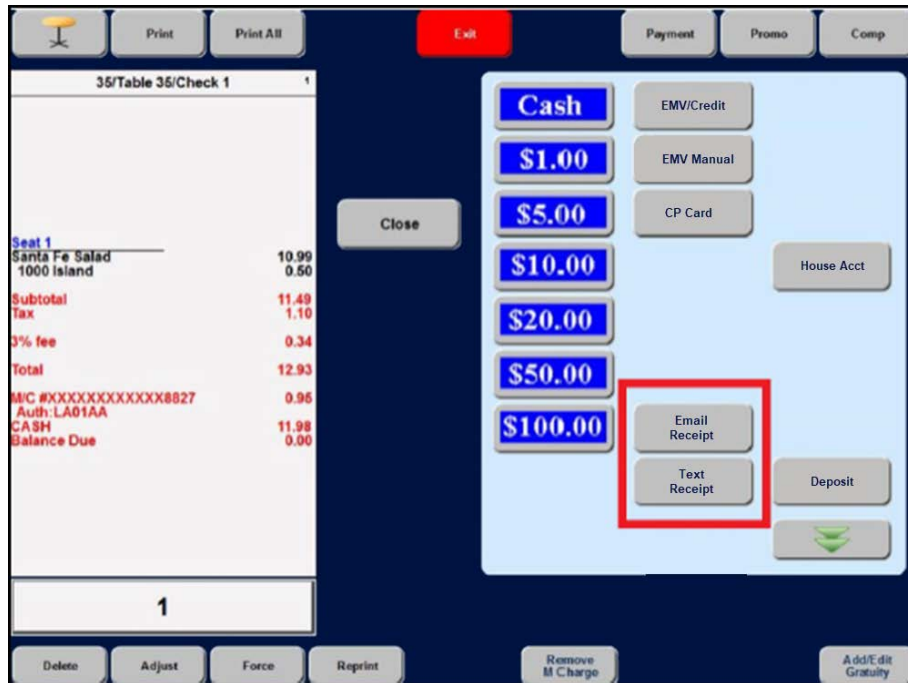 Print
Print All
Exit
Payment
Promo
Comp
35/Table 35/Check 1 1
Seat 1
Santa Fe Salad 10.99
1000 Island 0.50
Subtotal 11.49
Tax 1.10
3% fee 0.34
Total 12.93
M/C #XXXXXXXXXXXX8827 0.95
Auth:LA01AA
CASH 11.98
Balance Due 0.00
1
Close
Cash
$1.00
$5.00
$10.00
$20.00
$50.00
$100.00
EMV/Credit
EMV Manual
CP Card
House Acct
Email
Receipt
Text
Receipt
Deposit
Delete
Adjust
Force
Reprint
Remove
M Charge
Add/Edit
Gratuity